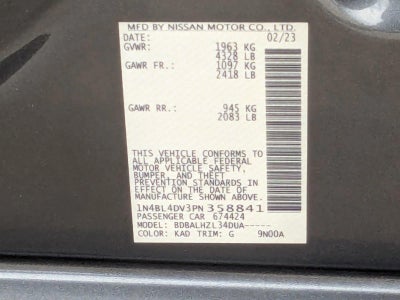 MFD BY NISSAN MOTOR CO., LTD.
DATE: 02/23
GVWR: 1963 KG
4328 LB
GAWR FR.: 1097 KG
2418 LB
GAWR RR.: 945 KG
2083 LB
THIS VEHICLE CONFORMS TO
ALL APPLICABLE FEDERAL
MOTOR VEHICLE SAFETY,
BUMPER, AND THEFT
PREVENTION STANDARDS
IN EFFECT ON THE DATE OF
MANUFACTURE SHOWN ABOVE.
1N4BL4DV3PN358841
PASSENGER CAR 674424
MODEL: BDBALHZL34DUA-----
COLOR: KAD TRIM: G 9N00A